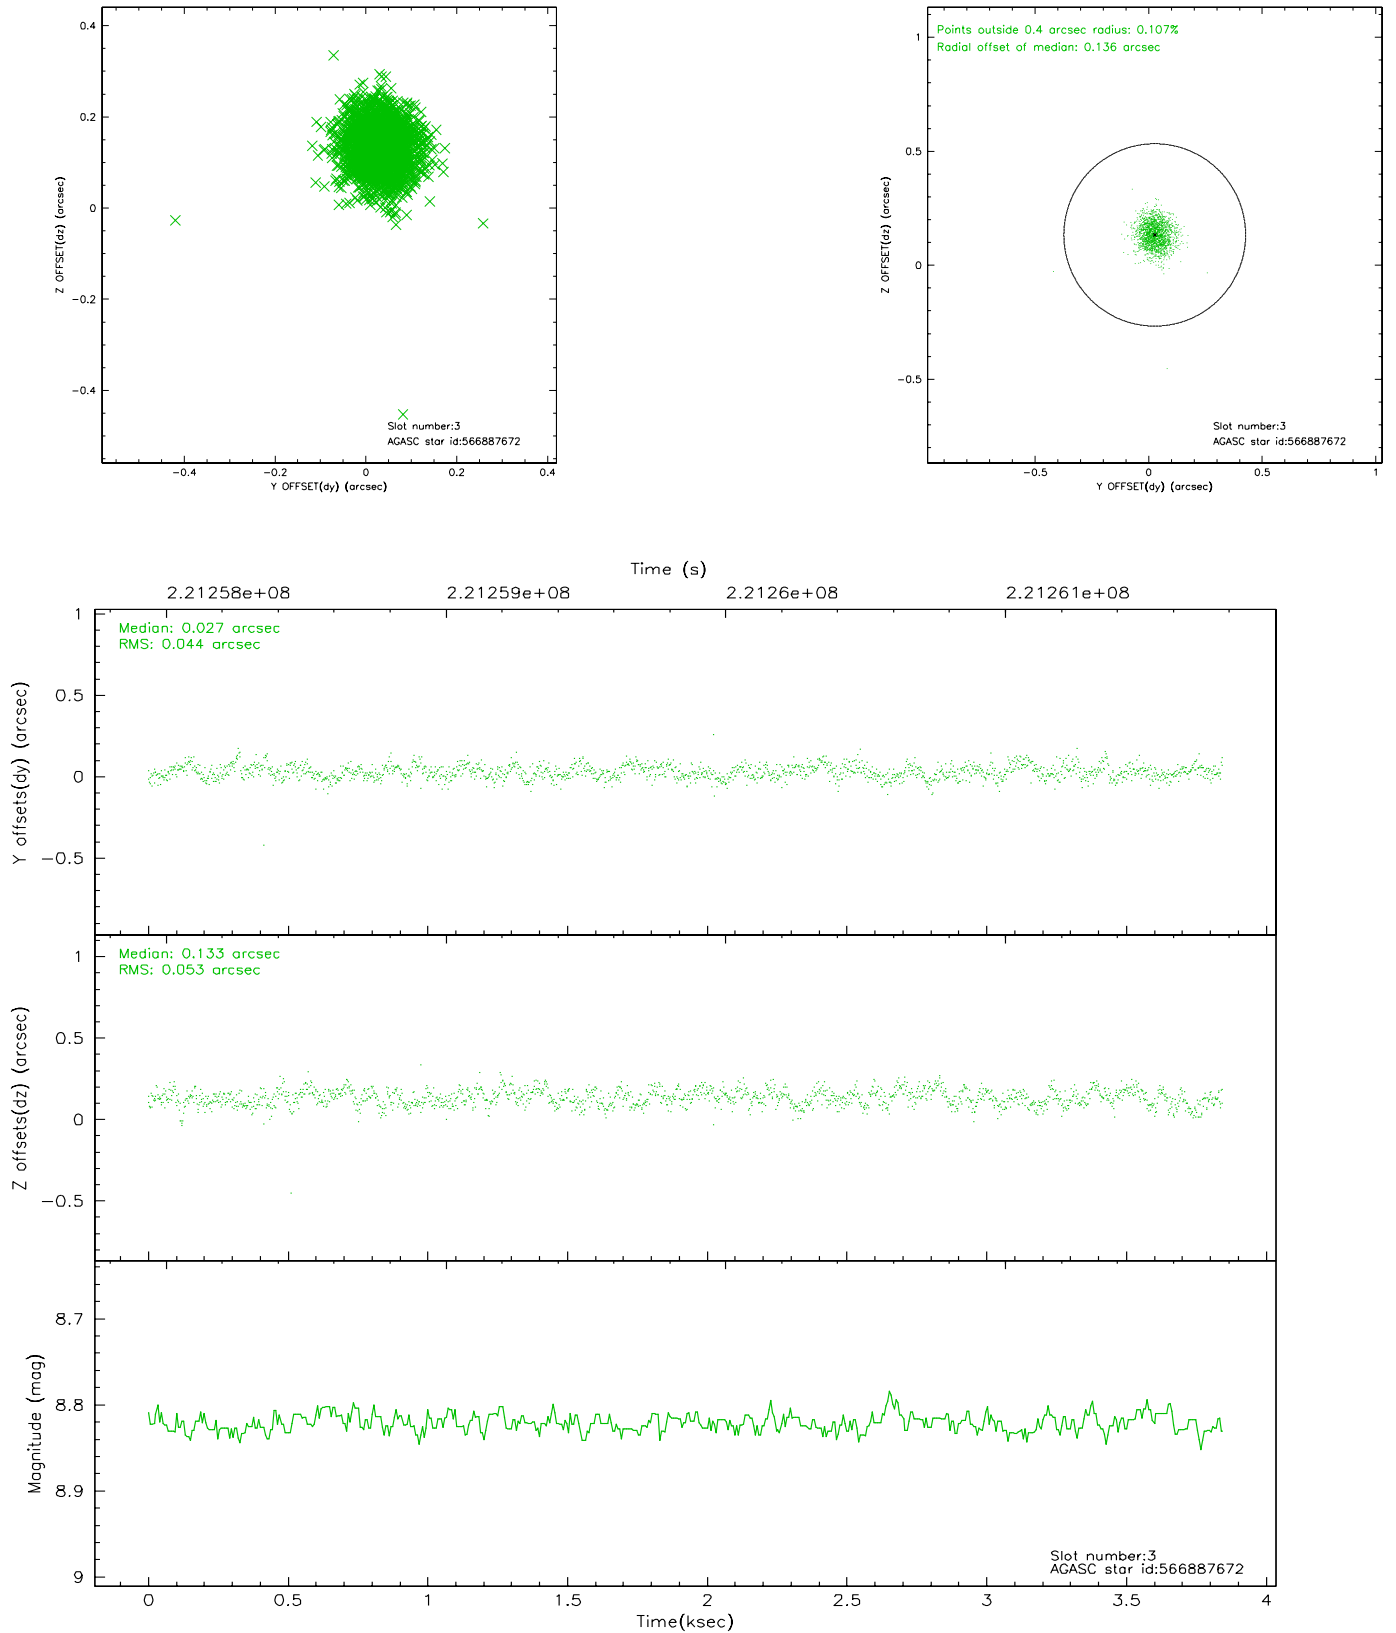 0.4
0.2
0
−0.2
−0.4
Z OFFSET(dz) (arcsec)
Slot number:3
AGASC star id:566887672
−0.4 −0.2 0 0.2 0.4
Y OFFSET(dy) (arcsec)
Points outside 0.4 arcsec radius: 0.107%
Radial offset of median: 0.136 arcsec
1
0.5
0
−0.5
Z OFFSET(dz) (arcsec)
Slot number:3
AGASC star id:566887672
−0.5 0 0.5 1
Y OFFSET(dy) (arcsec)
Time (s)
2.21258e+08 2.21259e+08 2.2126e+08 2.21261e+08
Median: 0.027 arcsec
RMS: 0.044 arcsec
1
0.5
0
−0.5
Y offsets(dy) (arcsec)
Median: 0.133 arcsec
RMS: 0.053 arcsec
1
0.5
0
−0.5
Z offsets(dz) (arcsec)
8.7
8.8
8.9
9
Magnitude (mag)
Slot number:3
AGASC star id:566887672
0 0.5 1 1.5 2 2.5 3 3.5 4
Time(ksec)